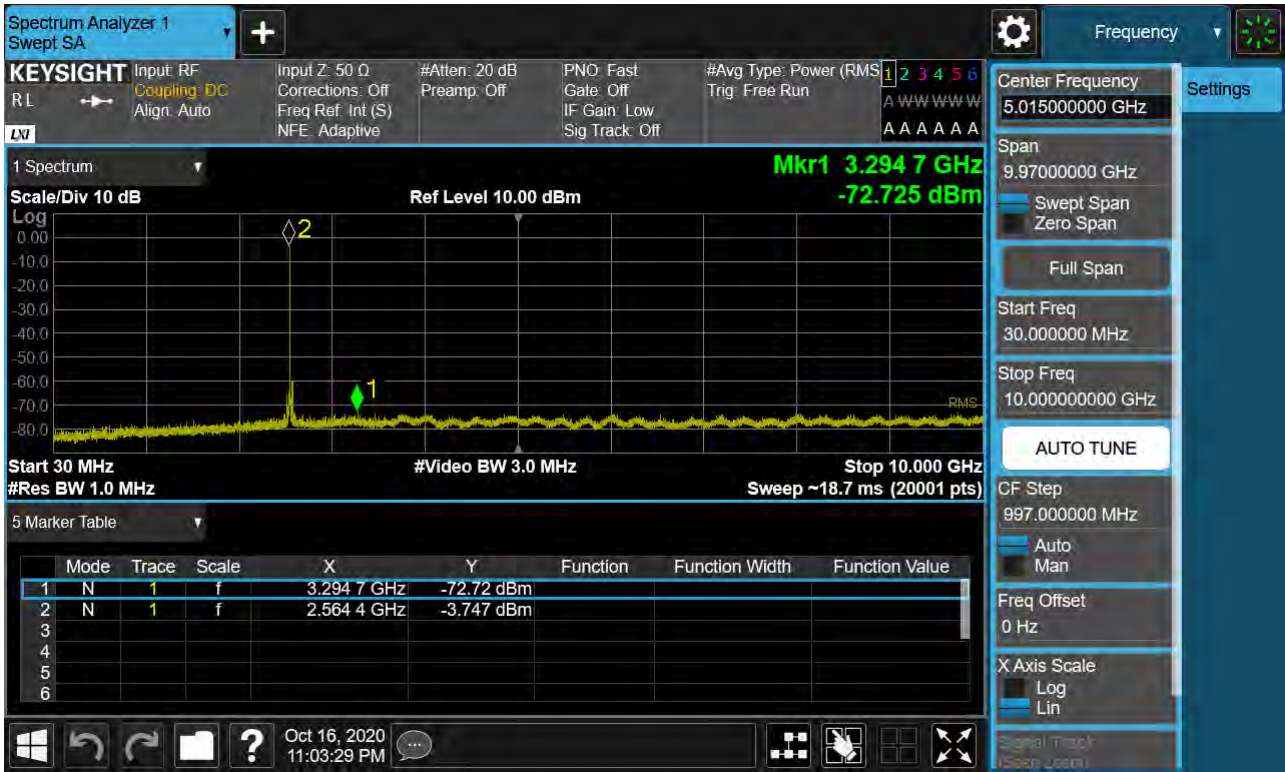 Spectrum Analyzer 1
Swept SA
Frequency
KEYSIGHT
RL
LXI
Input: RF
Coupling: DC
Align: Auto
Input Z: 50 Ω
Corrections: Off
Freq Ref: Int (S)
NFE: Adaptive
#Atten: 20 dB
Preamp: Off
PNO: Fast
Gate: Off
IF Gain: Low
Sig Track: Off
#Avg Type: Power (RMS
Trig: Free Run
1 2 3 4 5 6
A W W W W W
A A A A A A
1 Spectrum
Mkr1 3.294 7 GHz
Scale/Div 10 dB
Ref Level 10.00 dBm
-72.725 dBm
Log
0.00
-10.0
-20.0
-30.0
-40.0
-50.0
-60.0
-70.0
-80.0
2
1
RMS
Start 30 MHz
#Video BW 3.0 MHz
Stop 10.000 GHz
#Res BW 1.0 MHz
Sweep ~18.7 ms (20001 pts)
5 Marker Table
Mode Trace Scale X Y Function Function Width Function Value
1 N 1 f 3.294 7 GHz -72.72 dBm
2 N 1 f 2.564 4 GHz -3.747 dBm
3
4
5
6
Oct 16, 2020
11:03:29 PM
Center Frequency
5.015000000 GHz
Settings
Span
9.97000000 GHz
Swept Span
Zero Span
Full Span
Start Freq
30.000000 MHz
Stop Freq
10.000000000 GHz
AUTO TUNE
CF Step
997.000000 MHz
Auto
Man
Freq Offset
0 Hz
X Axis Scale
Log
Lin
Signal Track
(Span Zoom)